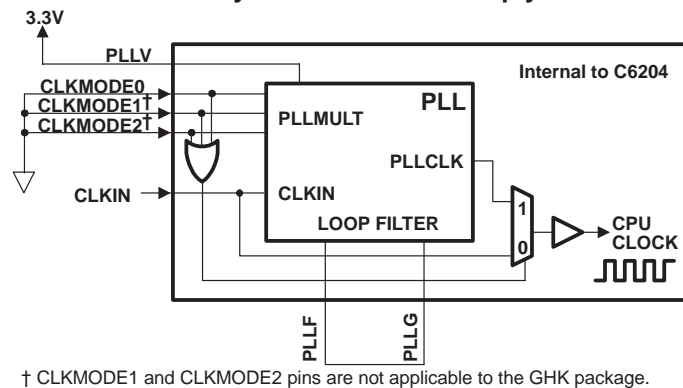 3.3V
PLLV
Internal to C6204
CLKMODE0
CLKMODE1†
CLKMODE2†
PLL
PLLMULT
PLLCLK
CLKIN
CLKIN
1
CPU
CLOCK
LOOP FILTER
0
PLLF
PLLG
† CLKMODE1 and CLKMODE2 pins are not applicable to the GHK package.